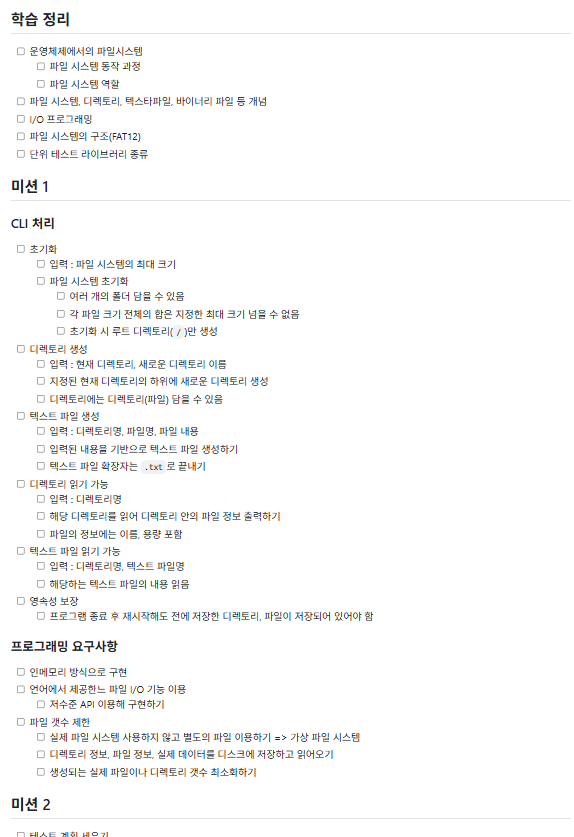 학습 정리
운영체제에서의 파일시스템
파일 시스템 동작 과정
파일 시스템 역할
파일 시스템, 디렉토리, 텍스타파일, 바이너리 파일 등 개념
I/O 프로그래밍
파일 시스템의 구조(FAT12)
단위 테스트 라이브러리 종류
미션 1
CLI 처리
초기화
입력 : 파일 시스템의 최대 크기
파일 시스템 초기화
여러 개의 폴더 담을 수 있음
각 파일 크기 전체의 합은 지정한 최대 크기 넘을 수 없음
초기화 시 루트 디렉토리( / )만 생성
디렉토리 생성
입력 : 현재 디렉토리, 새로운 디렉토리 이름
지정된 현재 디렉토리의 하위에 새로운 디렉토리 생성
디렉토리에는 디렉토리(파일) 담을 수 있음
텍스트 파일 생성
입력 : 디렉토리명, 파일명, 파일 내용
입력된 내용을 기반으로 텍스트 파일 생성하기
텍스트 파일 확장자는 .txt 로 끝내기
디렉토리 읽기 가능
입력 : 디렉토리명
해당 디렉토리를 읽어 디렉토리 안의 파일 정보 출력하기
파일의 정보에는 이름, 용량 포함
텍스트 파일 읽기 가능
입력 : 디렉토리명, 텍스트 파일명
해당하는 텍스트 파일의 내용 읽음
영속성 보장
프로그램 종료 후 재시작해도 전에 저장한 디렉토리, 파일이 저장되어 있어야 함
프로그래밍 요구사항
인메모리 방식으로 구현
언어에서 제공한느 파일 I/O 기능 이용
저수준 API 이용해 구현하기
파일 갯수 제한
실제 파일 시스템 사용하지 않고 별도의 파일 이용하기 => 가상 파일 시스템
디렉토리 정보, 파일 정보, 실제 데이터를 디스크에 저장하고 읽어오기
생성되는 실제 파일이나 디렉토리 갯수 최소화하기
미션 2
테스트 계획 세우기